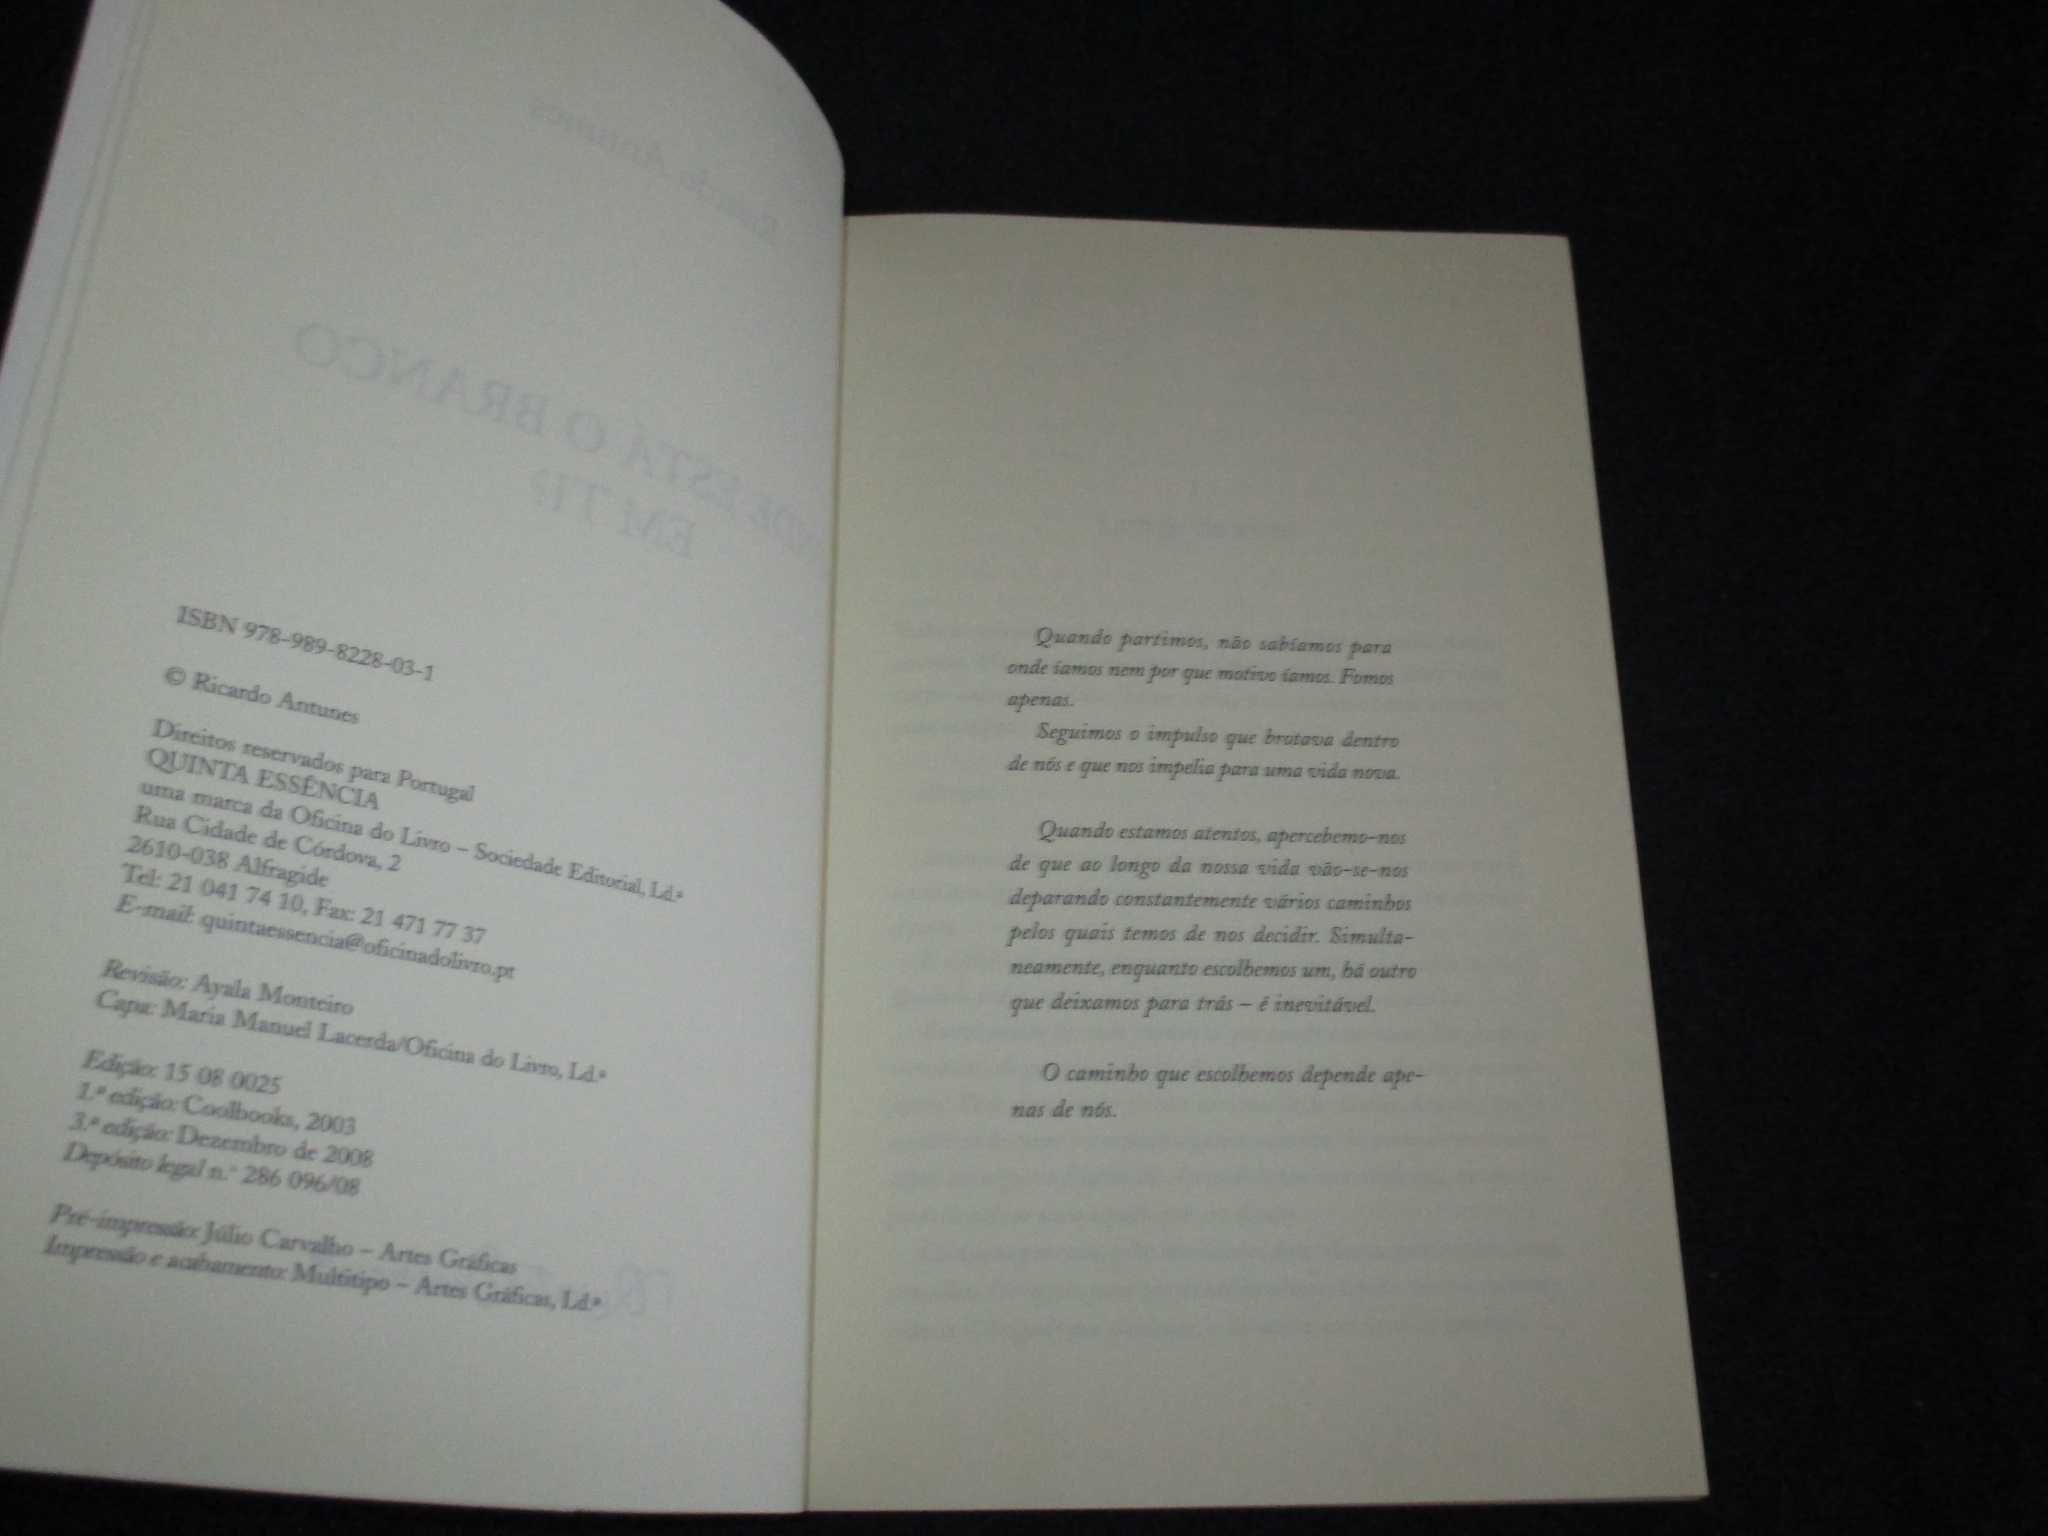 ISBN 978-989-8228-03-1
© Ricardo Antunes
Direitos reservados para Portugal
QUINTA ESSÊNCIA
uma marca da Oficina do Livro – Sociedade Editorial, Ld.ª
Rua Cidade de Córdova, 2
2610-038 Alfragide
Tel: 21 041 74 10, Fax: 21 471 77 37
E-mail: quintaessencia@oficinadolivro.pt
Revisão: Ayala Monteiro
Capa: Maria Manuel Lacerda/Oficina do Livro, Ld.ª
Edição: 15 08 0025
1.ª edição: Coolbooks, 2003
3.ª edição: Dezembro de 2008
Depósito legal n.º 286 096/08
Pré-impressão: Júlio Carvalho – Artes Gráficas
Impressão e acabamento: Multitipo – Artes Gráficas, Ld.ª
Quando partimos, não sabíamos para
onde íamos nem por que motivo íamos. Fomos
apenas.
Seguimos o impulso que brotava dentro
de nós e que nos impelia para uma vida nova.
Quando estamos atentos, apercebemo-nos
de que ao longo da nossa vida vão-se-nos
deparando constantemente vários caminhos
pelos quais temos de nos decidir. Simulta-
neamente, enquanto escolhemos um, há outro
que deixamos para trás – é inevitável.
O caminho que escolhemos depende ape-
nas de nós.